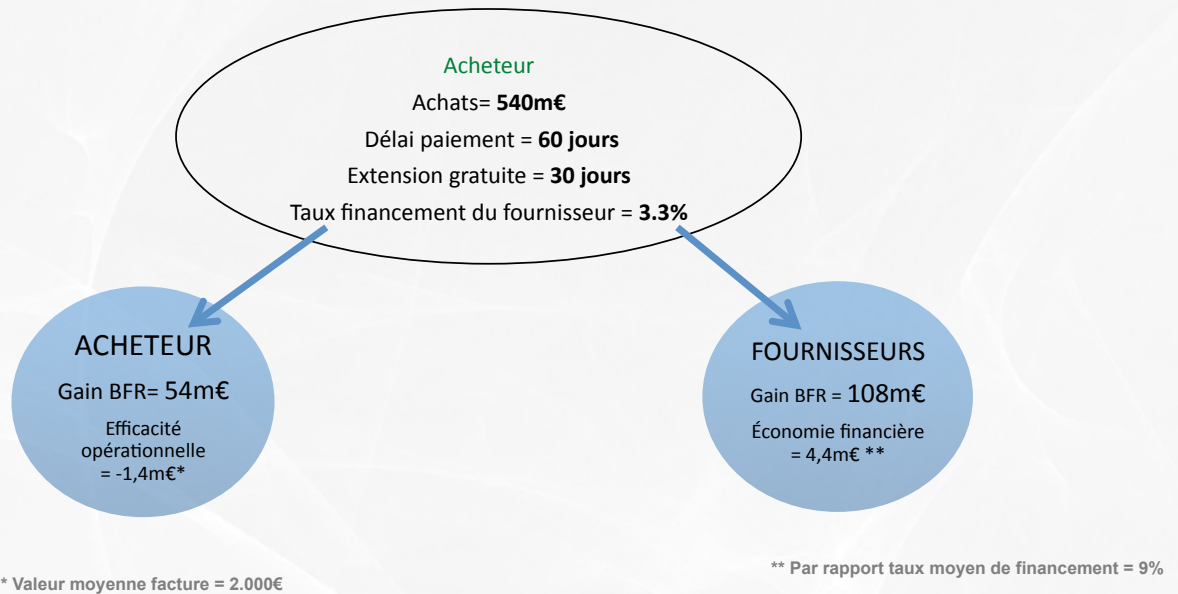 Acheteur
Achats= 540m€
Délai paiement = 60 jours
Extension gratuite = 30 jours
Taux financement du fournisseur = 3.3%
ACHETEUR
Gain BFR= 54m€
Efficacité
opérationnelle
= -1,4m€*
FOURNISSEURS
Gain BFR = 108m€
Économie financière
= 4,4m€ **
* Valeur moyenne facture = 2.000€
** Par rapport taux moyen de financement = 9%